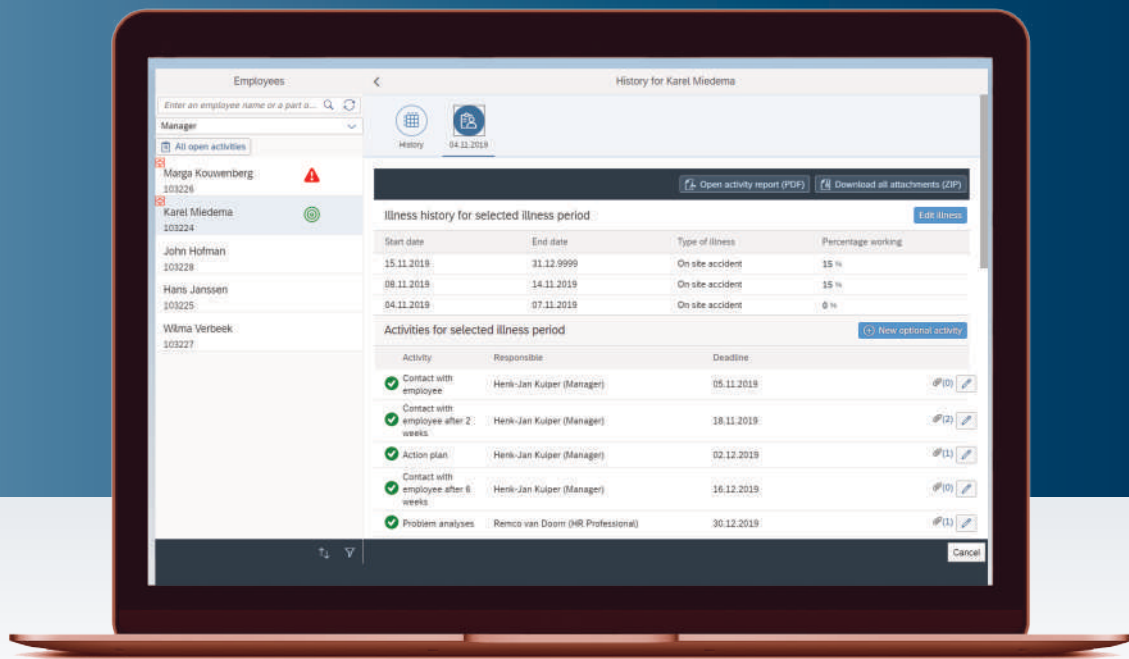 Employees
History for Karel Miedema
Enter an employee name or a part o...
Manager
All open activities
Marga Kouwenberg
103226
Karel Miedema
103224
John Hofman
103228
Hans Janssen
103225
Wilma Verbeek
103227
History
04.11.2019
Open activity report (PDF)
Download all attachments (ZIP)
Illness history for selected illness period
Edit illness
Start date End date Type of illness Percentage working
15.11.2019 31.12.9999 On site accident 15 %
08.11.2019 14.11.2019 On site accident 15 %
04.11.2019 07.11.2019 On site accident 0 %
Activities for selected illness period
New optional activity
Activity Responsible Deadline
Contact with
employee
Henk-Jan Kuiper (Manager) 05.11.2019 (0)
Contact with
employee after 2
weeks
Henk-Jan Kuiper (Manager) 18.11.2019 (2)
Action plan Henk-Jan Kuiper (Manager) 02.12.2019 (1)
Contact with
employee after 6
weeks
Henk-Jan Kuiper (Manager) 16.12.2019 (0)
Problem analyses Remco van Doorn (HR Professional) 30.12.2019 (1)
Cancel